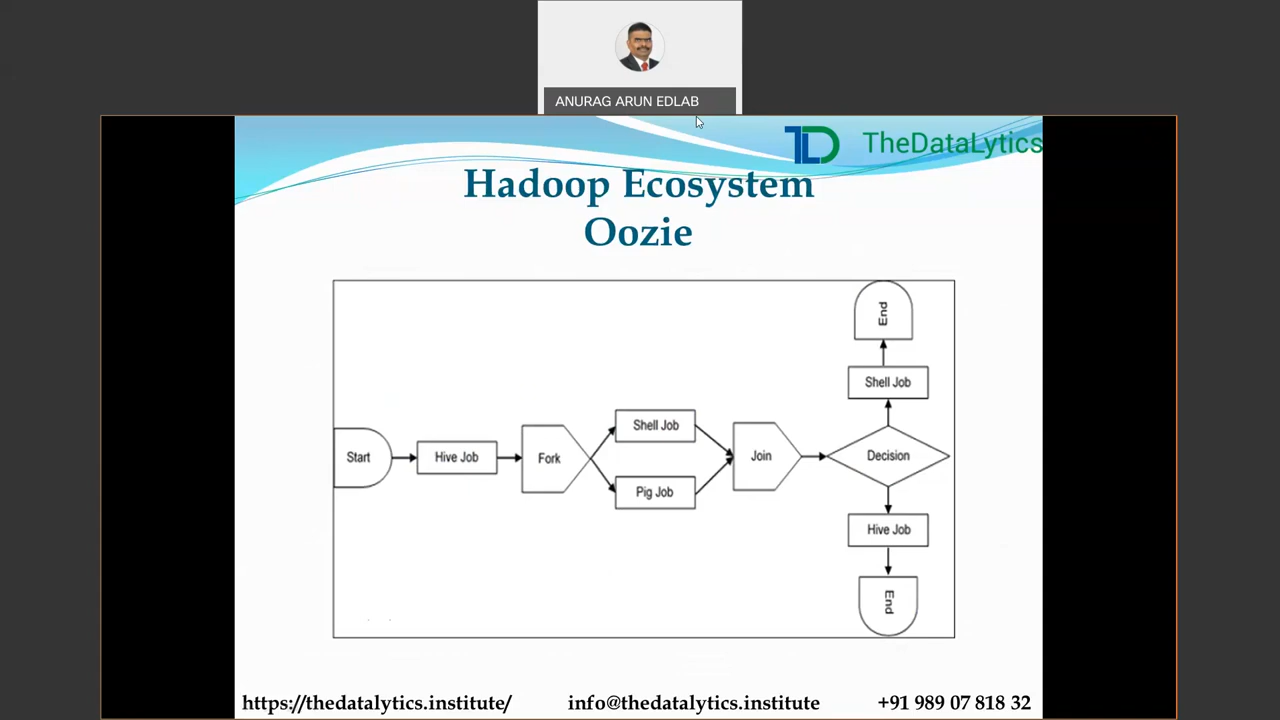 ANURAG ARUN EDLAB
TheDataLytics
Hadoop Ecosystem
Oozie
End
Shell Job
Start
Hive Job
Fork
Shell Job
Pig Job
Join
Decision
Hive Job
End
https://thedatalytics.institute/ info@thedatalytics.institute +91 989 07 818 32